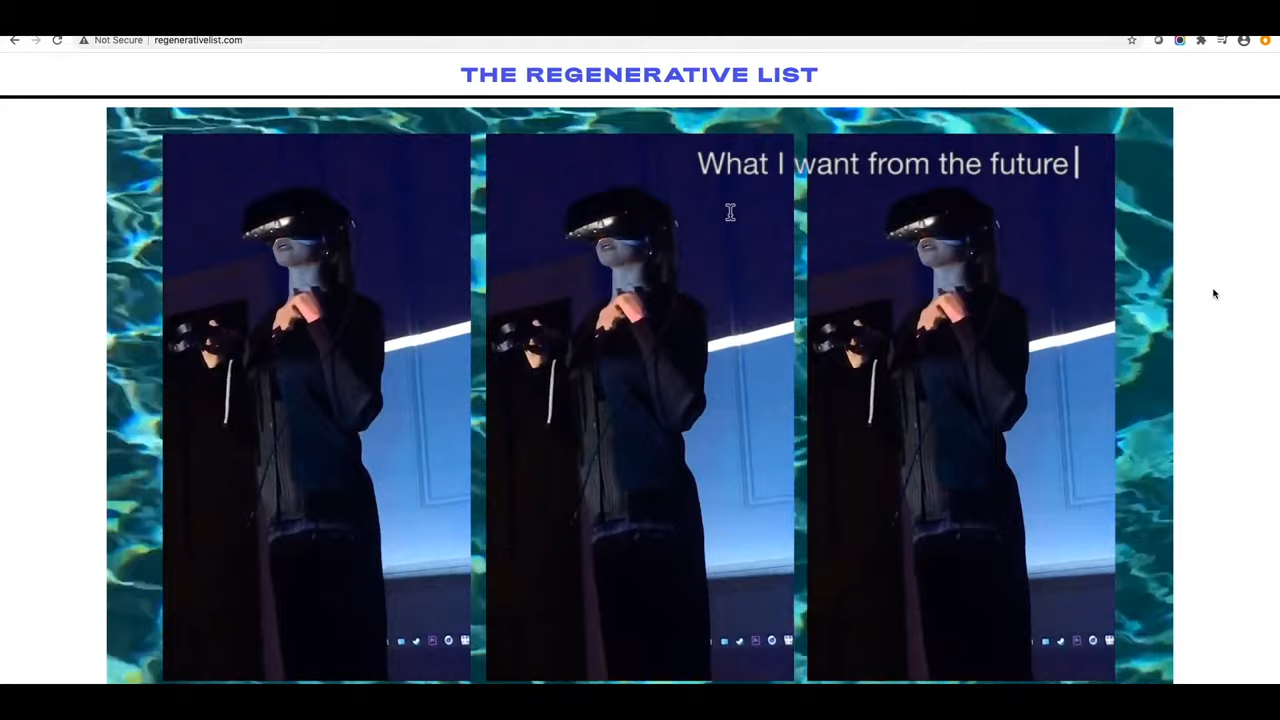 Not Secure
regenerativelist.com
THE REGENERATIVE LIST
What I want from the future